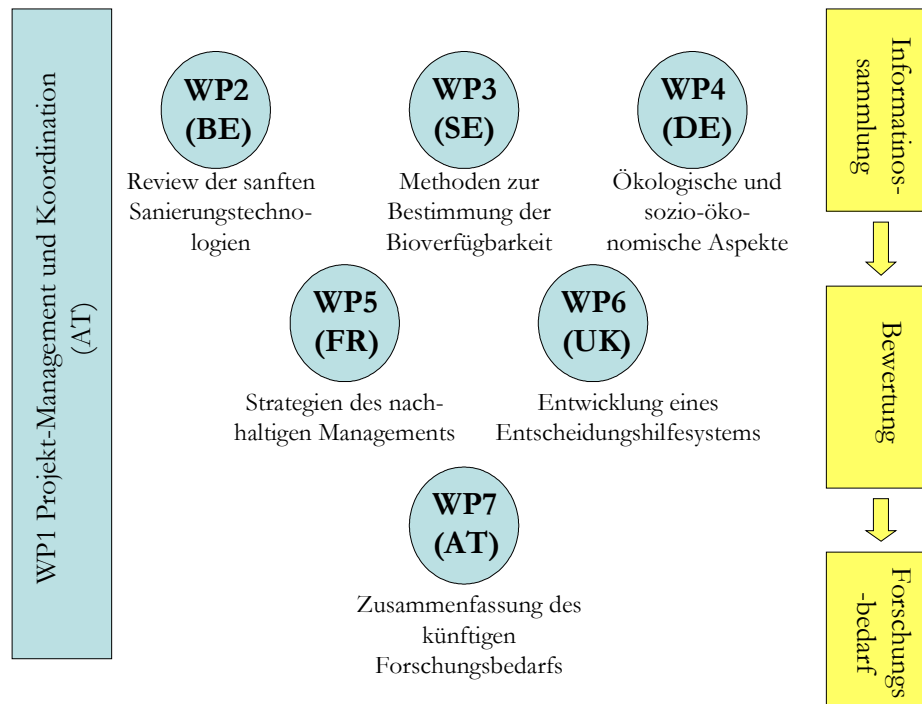 WP1 Projekt-Management und Koordination
(AT)
WP2
(BE)
Review der sanften
Sanierungstechno-
logien
WP3
(SE)
Methoden zur
Bestimmung der
Bioverfügbarkeit
WP4
(DE)
Ökologische und
sozio-öko-
nomische Aspekte
WP5
(FR)
Strategien des nach-
haltigen Managements
WP6
(UK)
Entwicklung eines
Entscheidungshilfesystems
WP7
(AT)
Zusammenfassung des
künftigen
Forschungsbedarfs
Informatinos-
sammlung
Bewertung
Forschungs
-bedarf